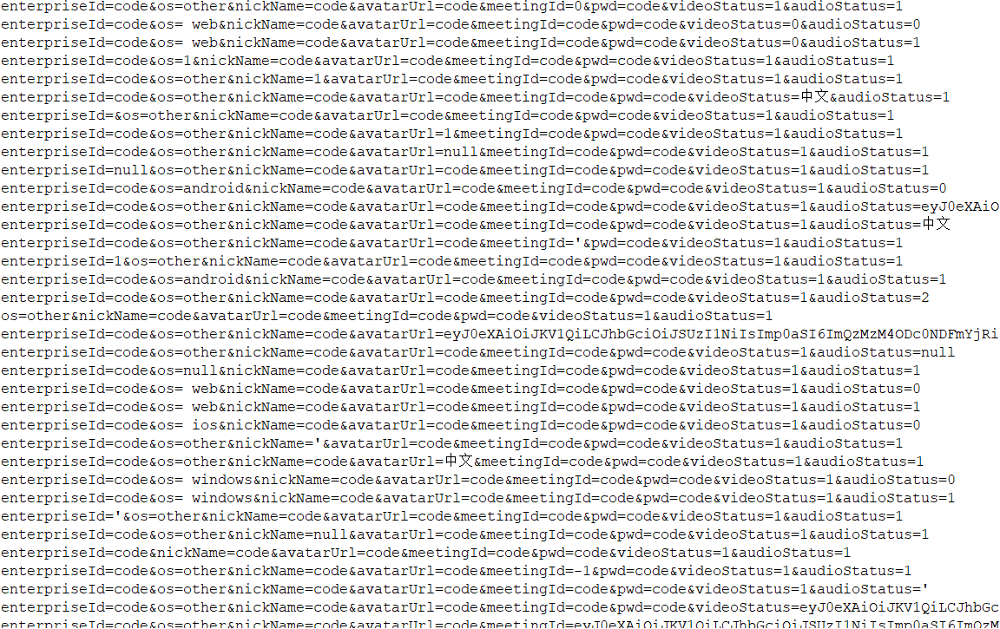 enterpriseId=code&os=other&nickName=code&avatarUrl=code&meetingId=0&pwd=code&videoStatus=1&audioStatus=1
enterpriseId=code&os= web&nickName=code&avatarUrl=code&meetingId=code&pwd=code&videoStatus=0&audioStatus=0
enterpriseId=code&os= web&nickName=code&avatarUrl=code&meetingId=code&pwd=code&videoStatus=0&audioStatus=1
enterpriseId=code&os=1&nickName=code&avatarUrl=code&meetingId=code&pwd=code&videoStatus=1&audioStatus=1
enterpriseId=code&os=other&nickName=1&avatarUrl=code&meetingId=code&pwd=code&videoStatus=1&audioStatus=1
enterpriseId=code&os=other&nickName=code&avatarUrl=code&meetingId=code&pwd=code&videoStatus=中文&audioStatus=1
enterpriseId=&os=other&nickName=code&avatarUrl=code&meetingId=code&pwd=code&videoStatus=1&audioStatus=1
enterpriseId=code&os=other&nickName=code&avatarUrl=1&meetingId=code&pwd=code&videoStatus=1&audioStatus=1
enterpriseId=code&os=other&nickName=code&avatarUrl=null&meetingId=code&pwd=code&videoStatus=1&audioStatus=1
enterpriseId=null&os=other&nickName=code&avatarUrl=code&meetingId=code&pwd=code&videoStatus=1&audioStatus=1
enterpriseId=code&os=android&nickName=code&avatarUrl=code&meetingId=code&pwd=code&videoStatus=1&audioStatus=0
enterpriseId=code&os=other&nickName=code&avatarUrl=code&meetingId=code&pwd=code&videoStatus=1&audioStatus=eyJ0eXAiO
enterpriseId=code&os=other&nickName=code&avatarUrl=code&meetingId=code&pwd=code&videoStatus=1&audioStatus=中文
enterpriseId=code&os=other&nickName=code&avatarUrl=code&meetingId='&pwd=code&videoStatus=1&audioStatus=1
enterpriseId=1&os=other&nickName=code&avatarUrl=code&meetingId=code&pwd=code&videoStatus=1&audioStatus=1
enterpriseId=code&os=android&nickName=code&avatarUrl=code&meetingId=code&pwd=code&videoStatus=1&audioStatus=1
enterpriseId=code&os=other&nickName=code&avatarUrl=code&meetingId=code&pwd=code&videoStatus=1&audioStatus=2
os=other&nickName=code&avatarUrl=code&meetingId=code&pwd=code&videoStatus=1&audioStatus=1
enterpriseId=code&os=other&nickName=code&avatarUrl=eyJ0eXAiOiJKV1QiLCJhbGciOiJSUzI1NiIsImp0aSI6ImQzMzM4ODc0NDFmYjRi
enterpriseId=code&os=other&nickName=code&avatarUrl=code&meetingId=code&pwd=code&videoStatus=1&audioStatus=null
enterpriseId=code&os=null&nickName=code&avatarUrl=code&meetingId=code&pwd=code&videoStatus=1&audioStatus=1
enterpriseId=code&os= web&nickName=code&avatarUrl=code&meetingId=code&pwd=code&videoStatus=1&audioStatus=0
enterpriseId=code&os= web&nickName=code&avatarUrl=code&meetingId=code&pwd=code&videoStatus=1&audioStatus=1
enterpriseId=code&os= ios&nickName=code&avatarUrl=code&meetingId=code&pwd=code&videoStatus=1&audioStatus=0
enterpriseId=code&os=other&nickName='&avatarUrl=code&meetingId=code&pwd=code&videoStatus=1&audioStatus=1
enterpriseId=code&os=other&nickName=code&avatarUrl=中文&meetingId=code&pwd=code&videoStatus=1&audioStatus=1
enterpriseId=code&os= windows&nickName=code&avatarUrl=code&meetingId=code&pwd=code&videoStatus=1&audioStatus=0
enterpriseId=code&os= windows&nickName=code&avatarUrl=code&meetingId=code&pwd=code&videoStatus=1&audioStatus=1
enterpriseId='&os=other&nickName=code&avatarUrl=code&meetingId=code&pwd=code&videoStatus=1&audioStatus=1
enterpriseId=code&os=other&nickName=null&avatarUrl=code&meetingId=code&pwd=code&videoStatus=1&audioStatus=1
enterpriseId=code&nickName=code&avatarUrl=code&meetingId=code&pwd=code&videoStatus=1&audioStatus=1
enterpriseId=code&os=other&nickName=code&avatarUrl=code&meetingId=-1&pwd=code&videoStatus=1&audioStatus=1
enterpriseId=code&os=other&nickName=code&avatarUrl=code&meetingId=code&pwd=code&videoStatus=1&audioStatus='
enterpriseId=code&os=other&nickName=code&avatarUrl=code&meetingId=code&pwd=code&videoStatus=eyJ0eXAiOiJKV1QiLCJhbGc
enterpriseId=code&os=other&nickName=code&avatarUrl=code&meetingId=eyJ0eXAiOiJKV1QiLCJhbGciOiJSUzI1NiIsImp0aSI6ImQzM